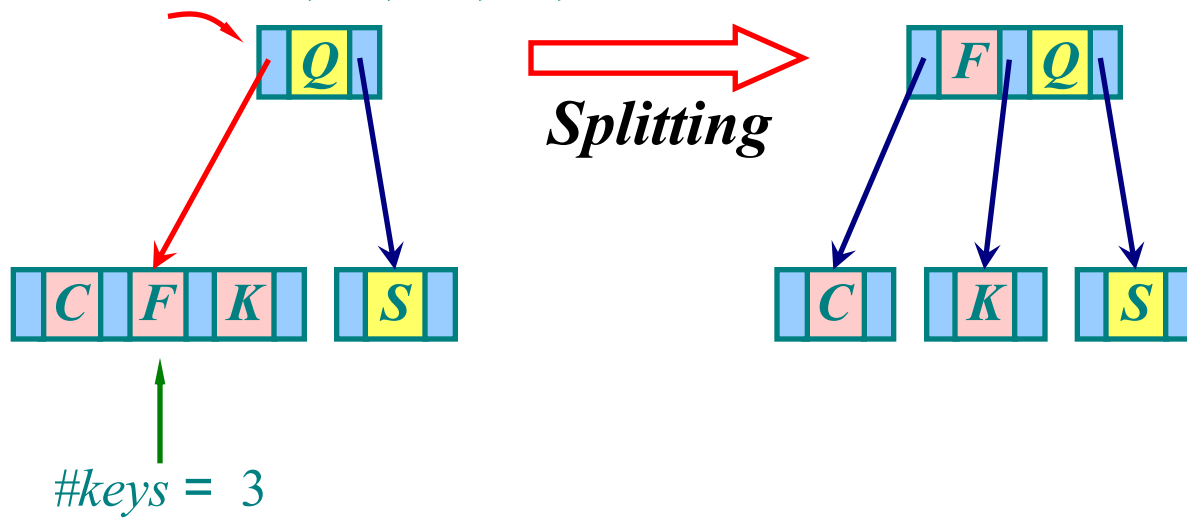 Q
F Q
Splitting
C F K S
C K S
#keys = 3